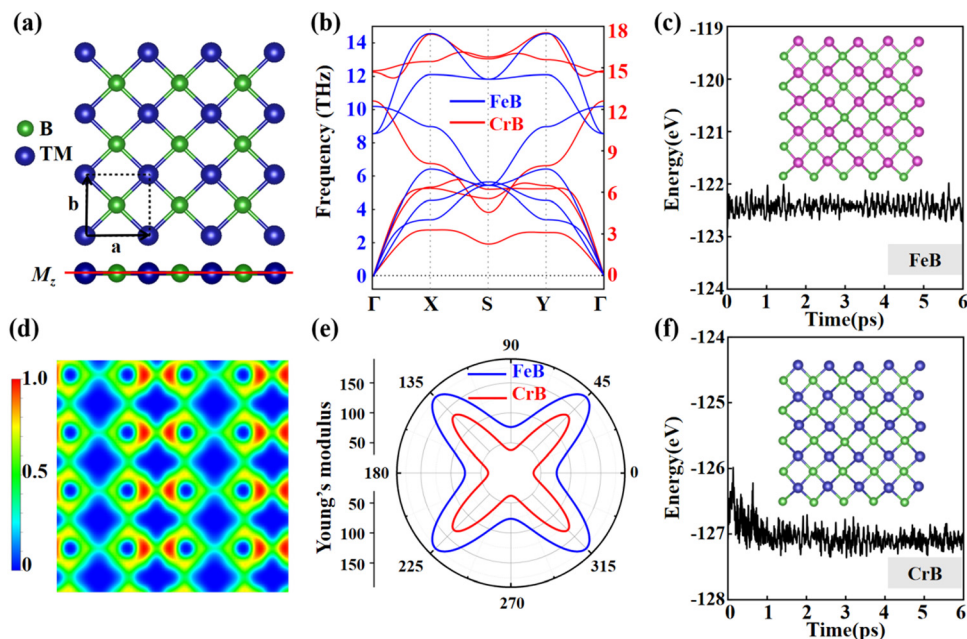 (a)
B
TM
b
a
Mz
(b)
Frequency (THz)
14
12
10
8
6
4
2
0
18
15
12
9
6
3
0
FeB
CrB
Γ X S Y Γ
(c)
Energy(eV)
-119
-120
-121
-122
-123
-124
FeB
0 1 2 3 4 5 6
Time(ps)
(d)
1.0
0.5
0
(e)
Young's modulus
150
100
50
50
100
150
90
135
45
180
0
225
315
270
FeB
CrB
(f)
Energy(eV)
-124
-125
-126
-127
-128
CrB
0 1 2 3 4 5 6
Time(ps)